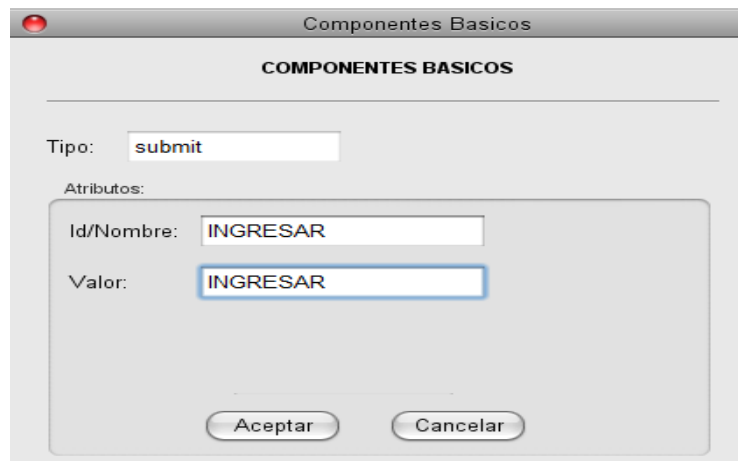 Componentes Basicos
COMPONENTES BASICOS
Tipo: submit
Atributos:
Id/Nombre: INGRESAR
Valor: INGRESAR
Aceptar Cancelar